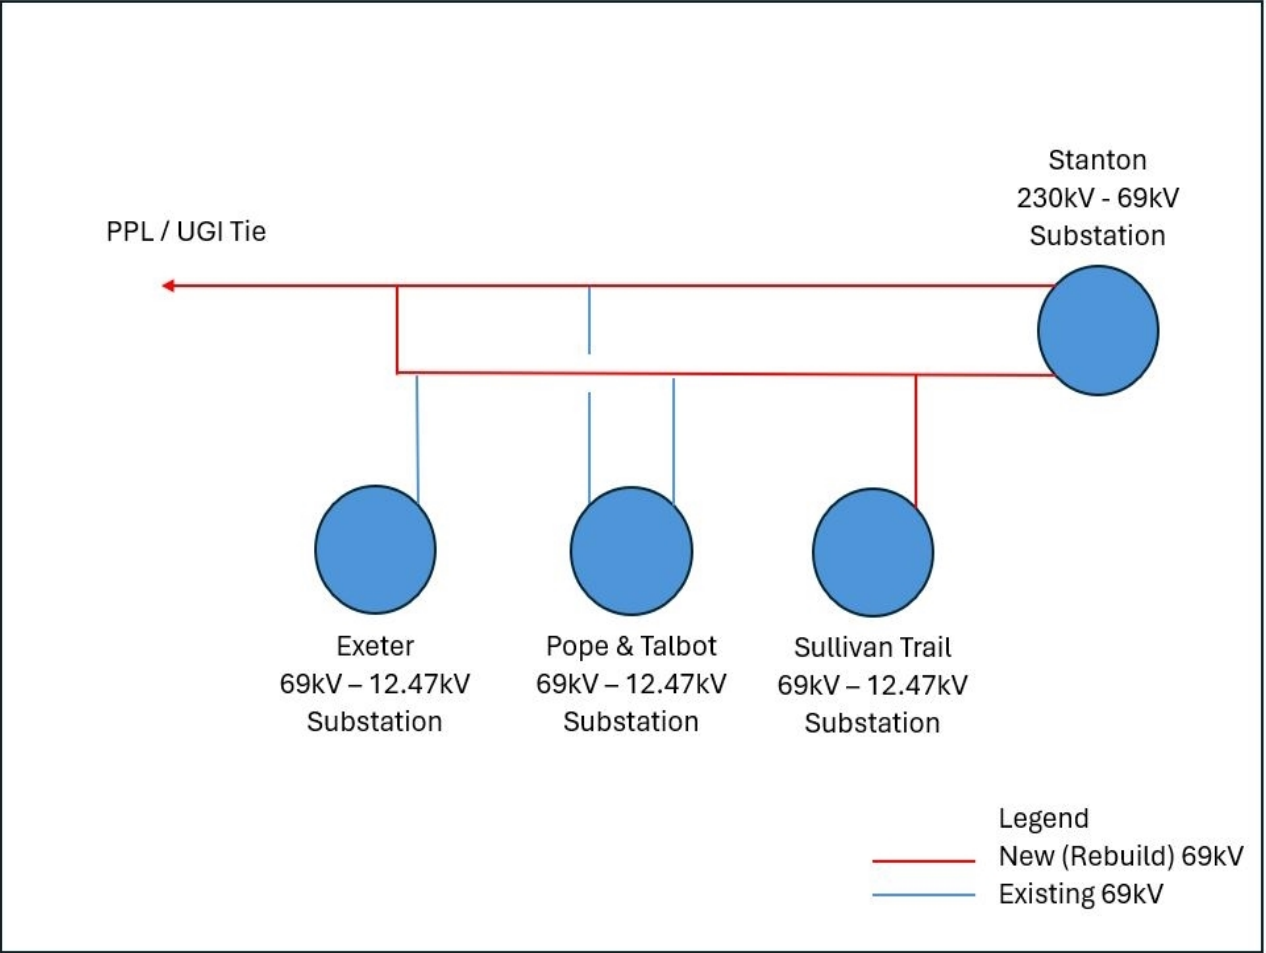 Stanton
230kV - 69kV
Substation
PPL / UGI Tie
Exeter
69kV – 12.47kV
Substation
Pope & Talbot
69kV – 12.47kV
Substation
Sullivan Trail
69kV – 12.47kV
Substation
Legend
New (Rebuild) 69kV
Existing 69kV